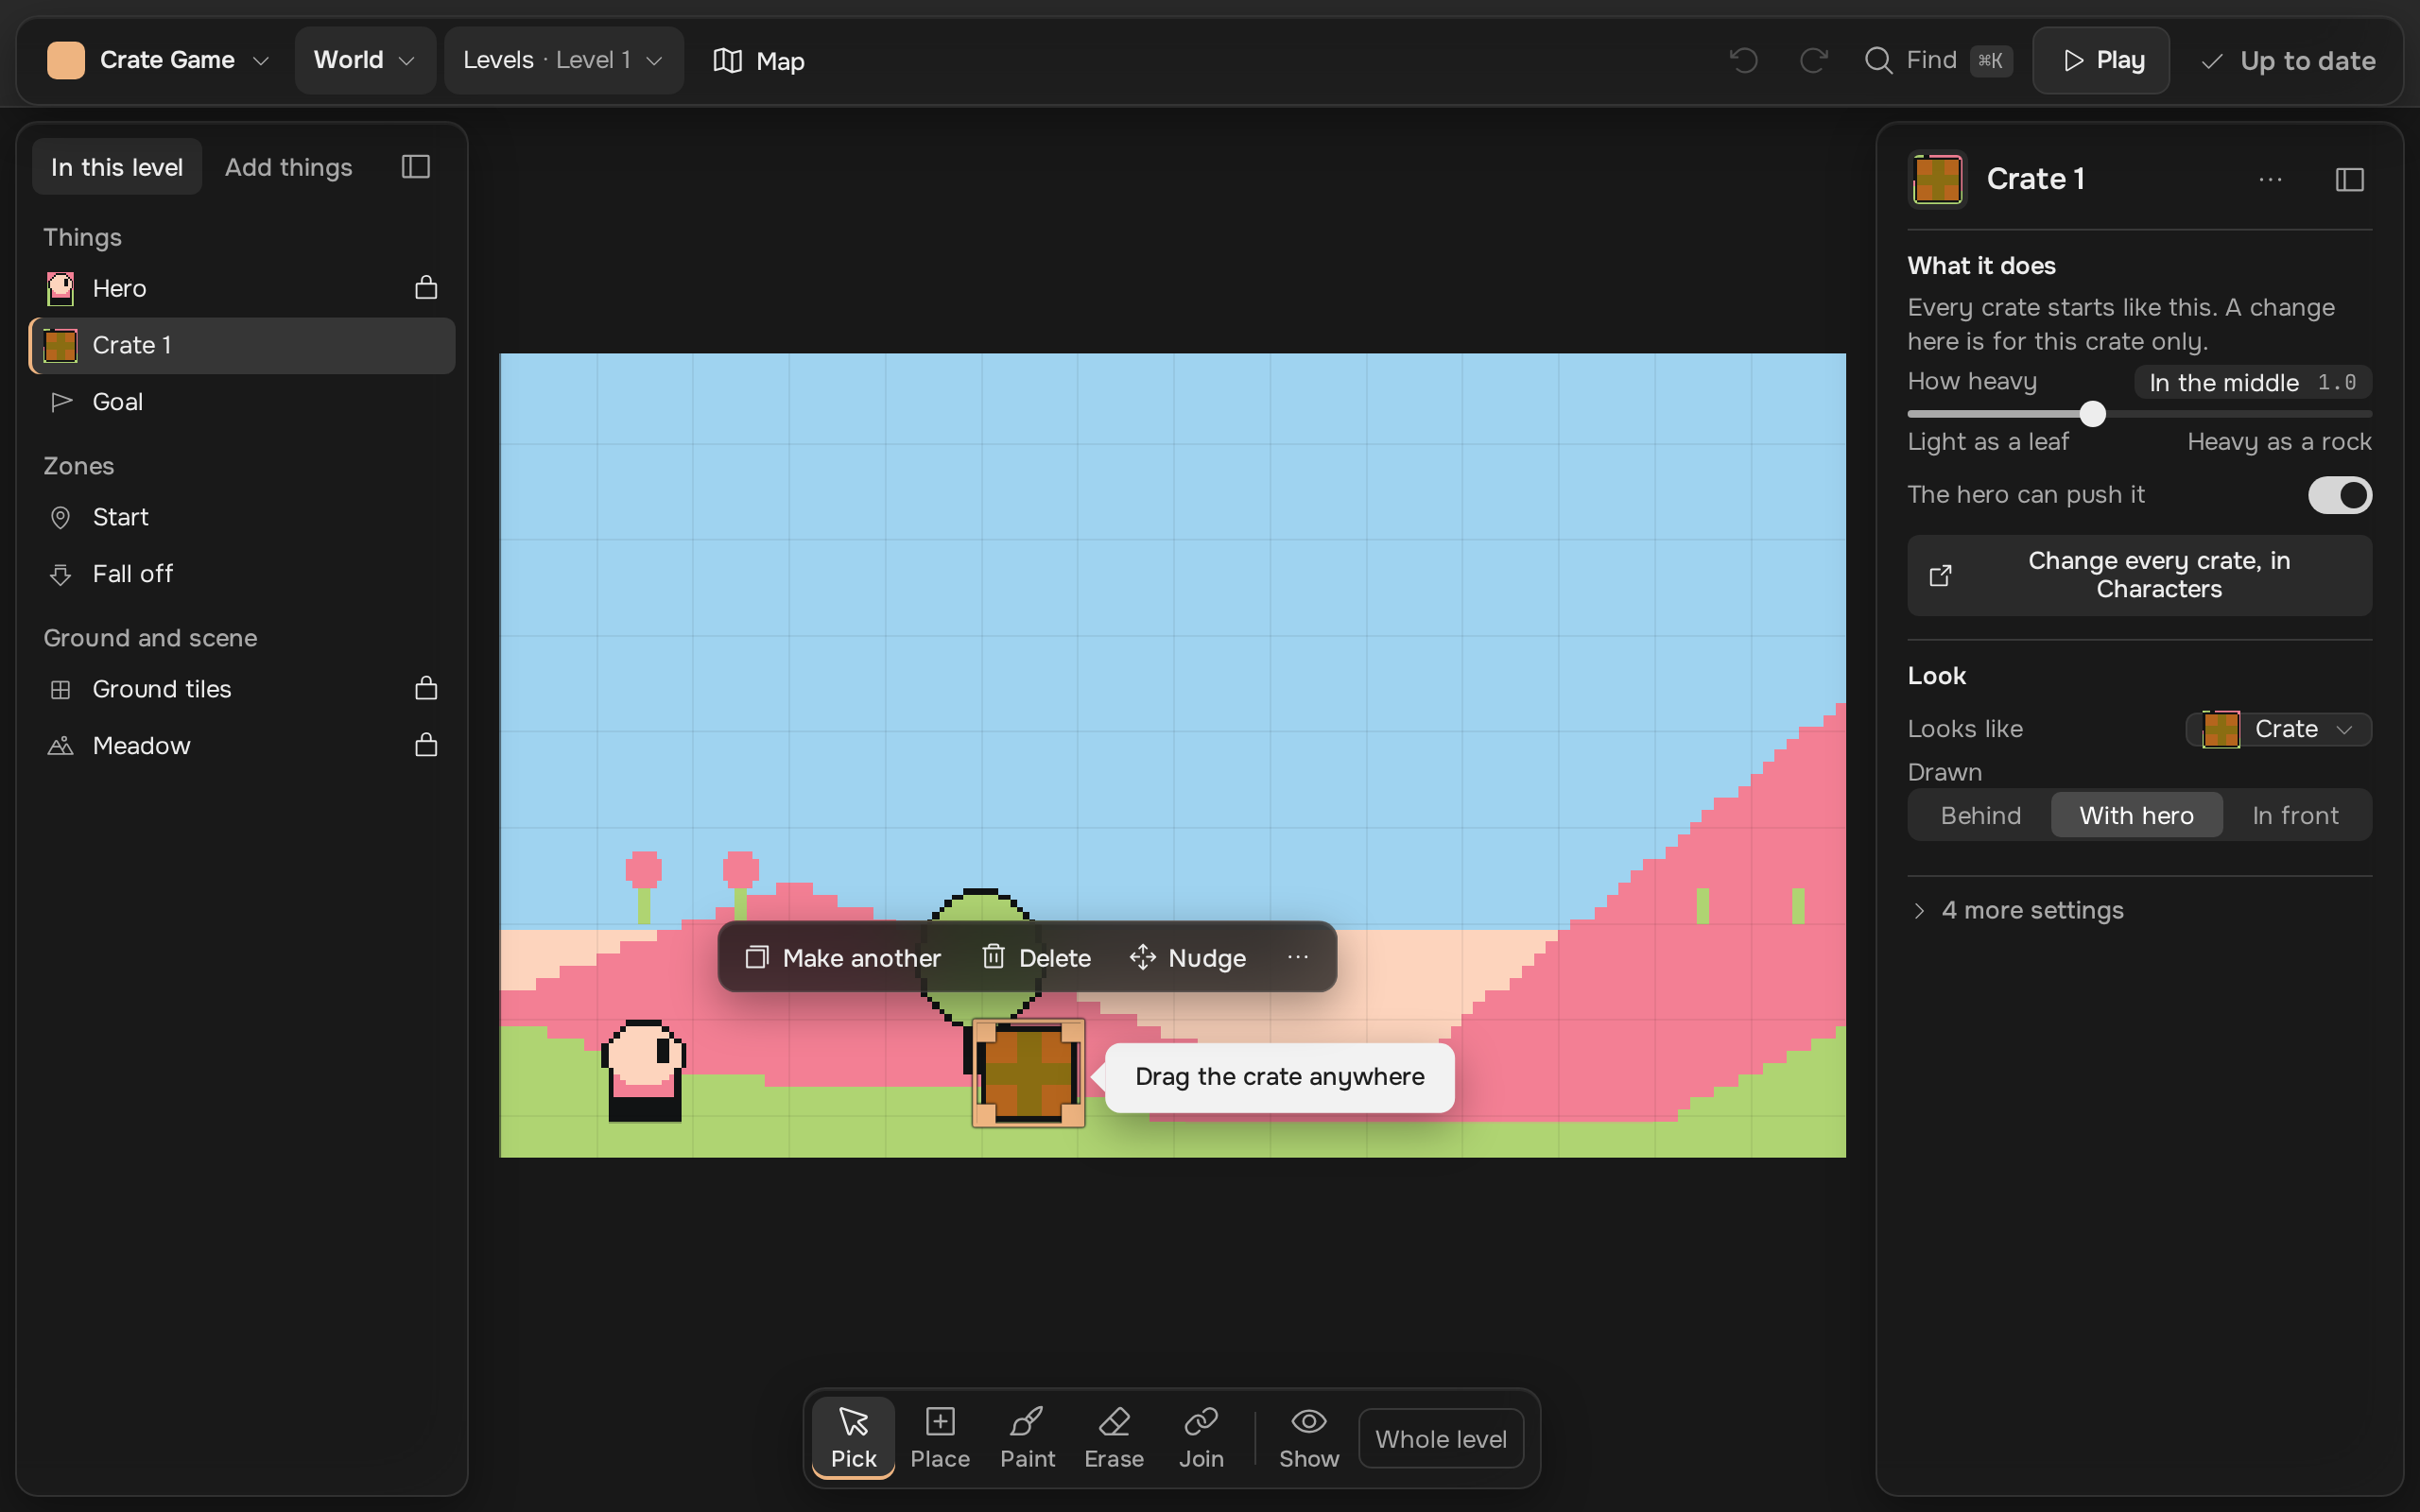 Crate Game
World
Levels · Level 1
Map
Find ⌘K
Play
Up to date
In this level
Add things
Things
Hero
Crate 1
Goal
Zones
Start
Fall off
Ground and scene
Ground tiles
Meadow
Make another
Delete
Nudge
···
Drag the crate anywhere
Pick
Place
Paint
Erase
Join
Show
Whole level
Crate 1
···
What it does
Every crate starts like this. A change
here is for this crate only.
How heavy
In the middle 1.0
Light as a leaf
Heavy as a rock
The hero can push it
Change every crate, in
Characters
Look
Looks like
Crate
Drawn
Behind
With hero
In front
4 more settings